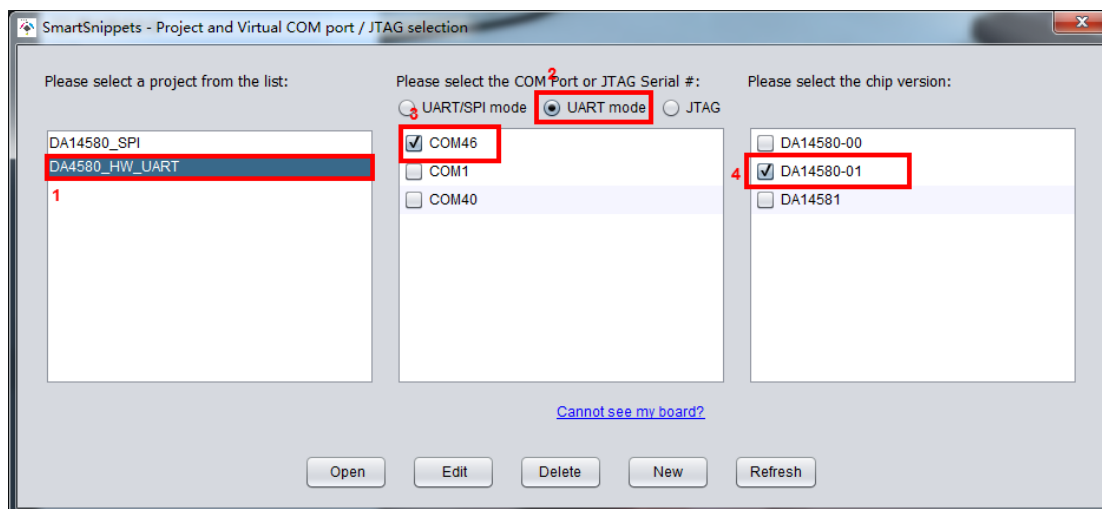 SmartSnippets - Project and Virtual COM port / JTAG selection
Please select a project from the list:
DA14580_SPI
DA4580_HW_UART
1
Please select the COM Port or JTAG Serial #:
2
3
UART/SPI mode UART mode JTAG
COM46
COM1
COM40
Please select the chip version:
DA14580-00
4 DA14580-01
DA14581
Cannot see my board?
Open Edit Delete New Refresh